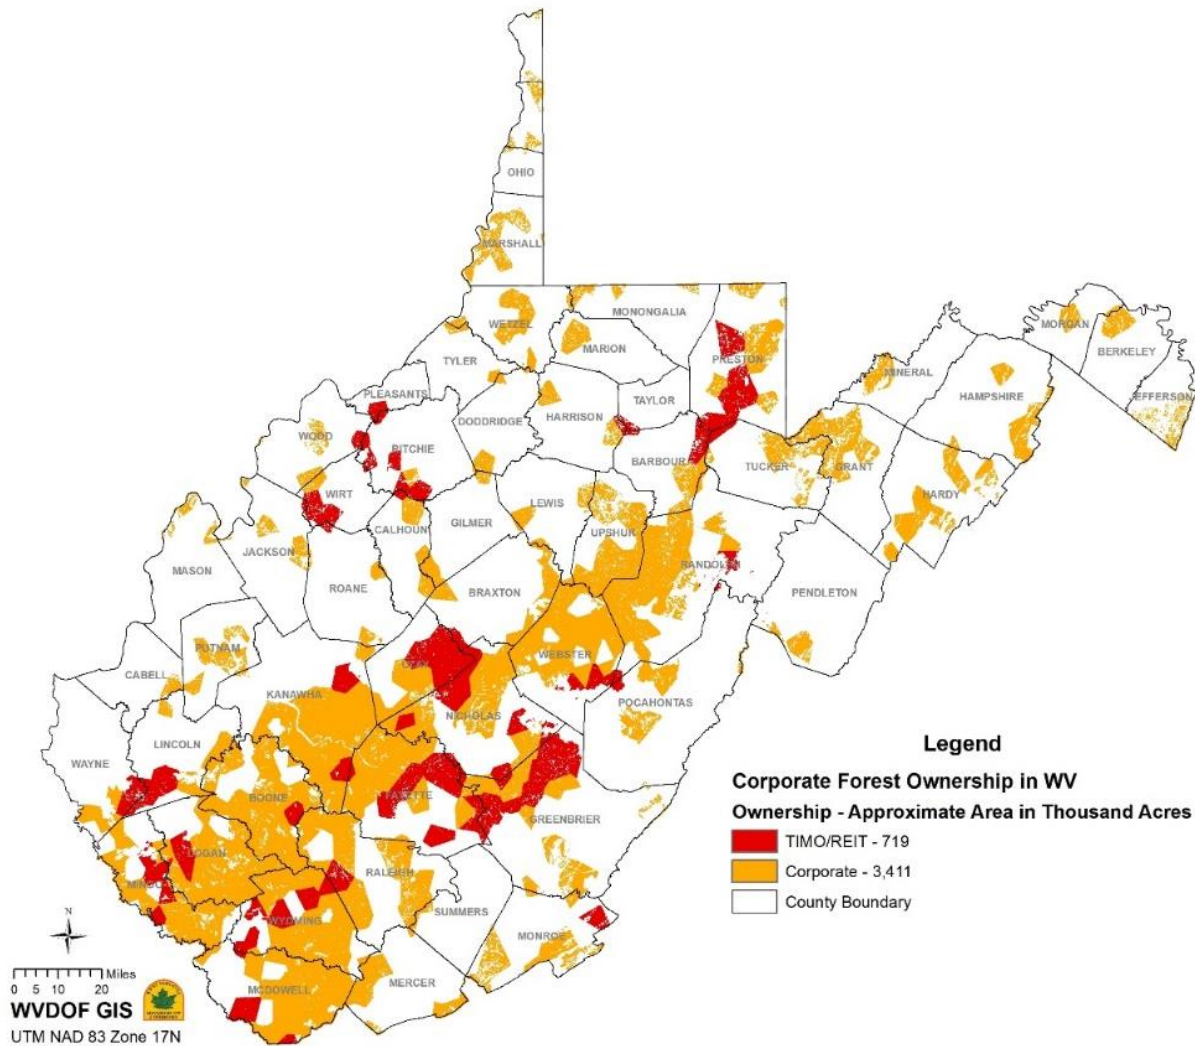 OHIO
MARSHALL
WETZEL
MONONGALIA
MARION
TYLER
PRESTON
MORGAN
BERKELEY
MINERAL
HAMPSHIRE
JEFFERSON
PLEASANTS
TAYLOR
DODDRIDGE
HARRISON
WOOD
RITCHIE
BARBOUR
TUCKER
GRANT
HARDY
WIRT
LEWIS
CALHOUN
GILMER
UPSHUR
JACKSON
RANDOLPH
MASON
ROANE
BRAXTON
PENDLETON
PUTNAM
WEBSTER
CABELL
CLAY
KANAWHA
POCAHONTAS
NICHOLAS
LINCOLN
WAYNE
BOONE
FAYETTE
GREENBRIER
LOGAN
RALEIGH
MINGO
SUMMERS
WYOMING
MONROE
MERCER
MCDOWELL
Legend
Corporate Forest Ownership in WV
Ownership - Approximate Area in Thousand Acres
TIMO/REIT - 719
Corporate - 3,411
County Boundary
N
Miles
0 5 10 20
WVDOF GIS
UTM NAD 83 Zone 17N